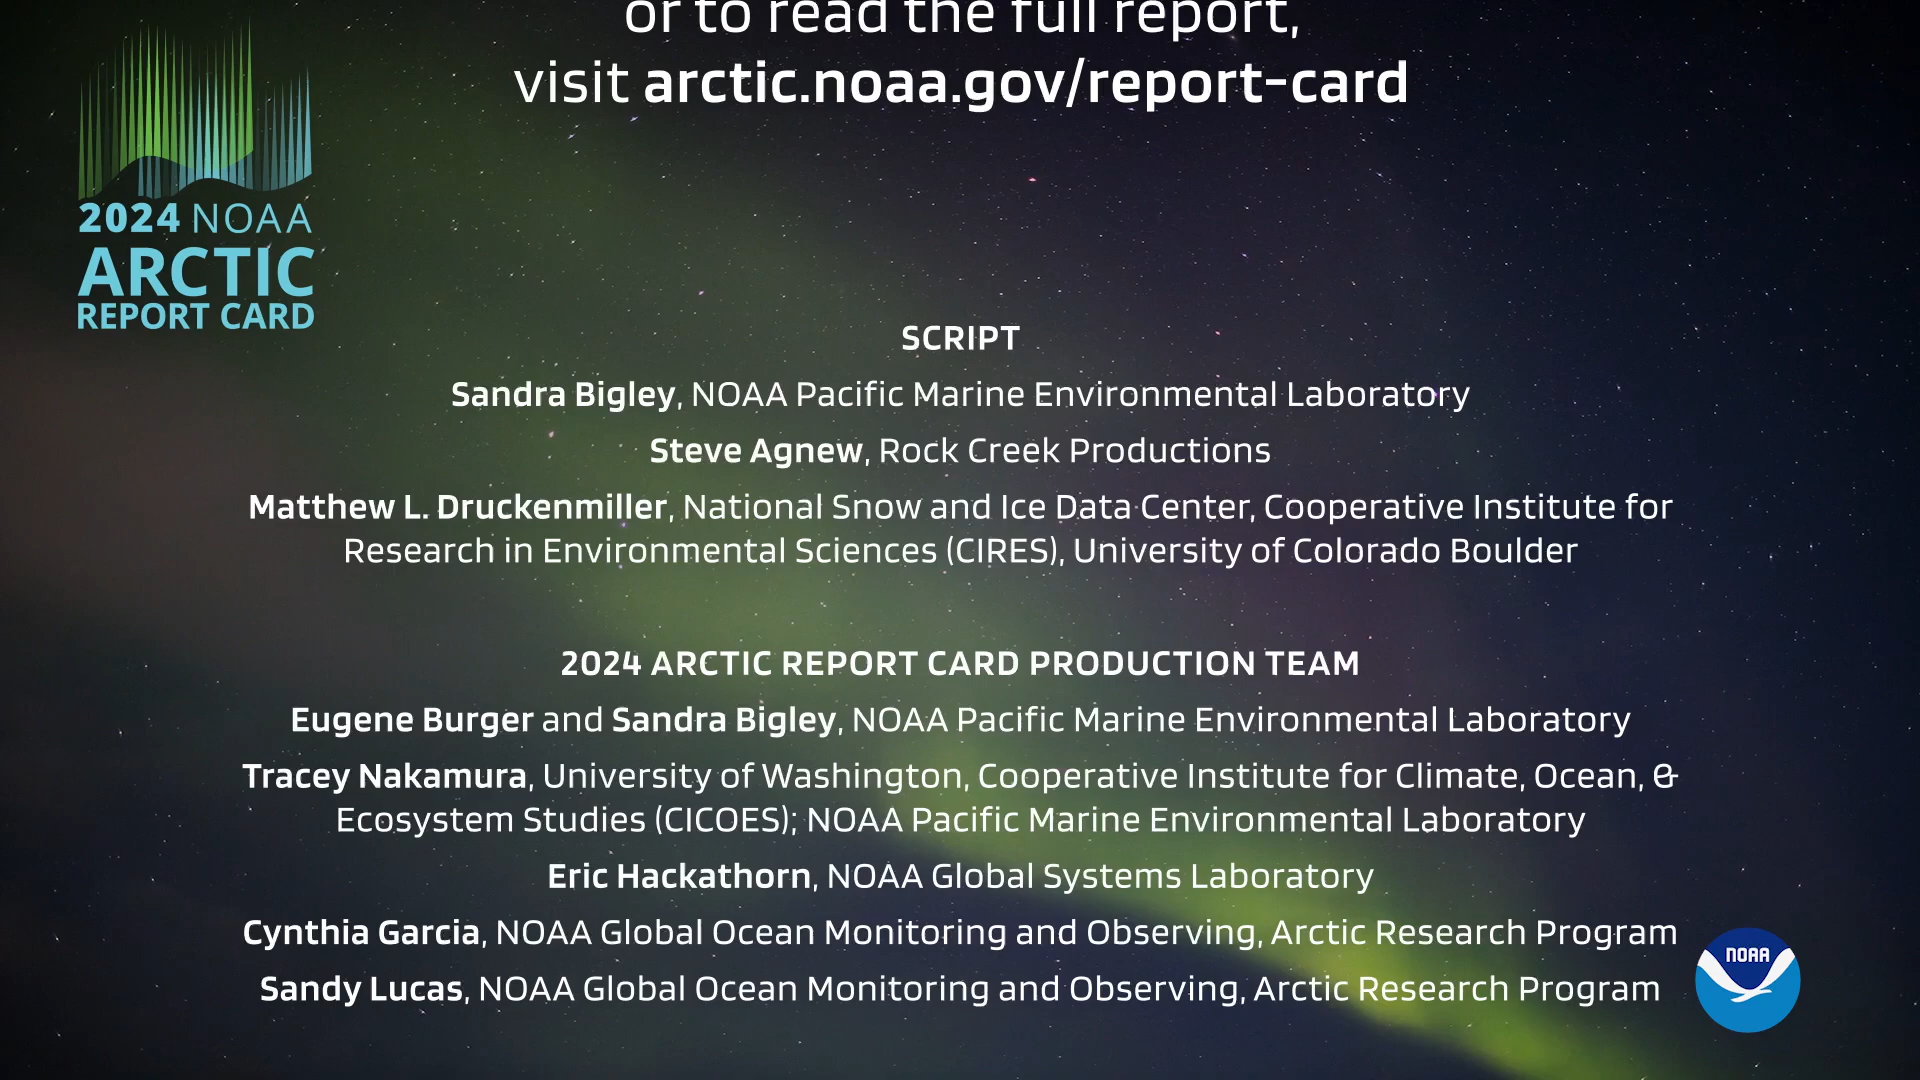 or to read the full report,
visit arctic.noaa.gov/report-card
2024 NOAA
ARCTIC
REPORT CARD
SCRIPT
Sandra Bigley, NOAA Pacific Marine Environmental Laboratory
Steve Agnew, Rock Creek Productions
Matthew L. Druckenmiller, National Snow and Ice Data Center, Cooperative Institute for
Research in Environmental Sciences (CIRES), University of Colorado Boulder
2024 ARCTIC REPORT CARD PRODUCTION TEAM
Eugene Burger and Sandra Bigley, NOAA Pacific Marine Environmental Laboratory
Tracey Nakamura, University of Washington, Cooperative Institute for Climate, Ocean, &
Ecosystem Studies (CICOES); NOAA Pacific Marine Environmental Laboratory
Eric Hackathorn, NOAA Global Systems Laboratory
Cynthia Garcia, NOAA Global Ocean Monitoring and Observing, Arctic Research Program
Sandy Lucas, NOAA Global Ocean Monitoring and Observing, Arctic Research Program
NOAA